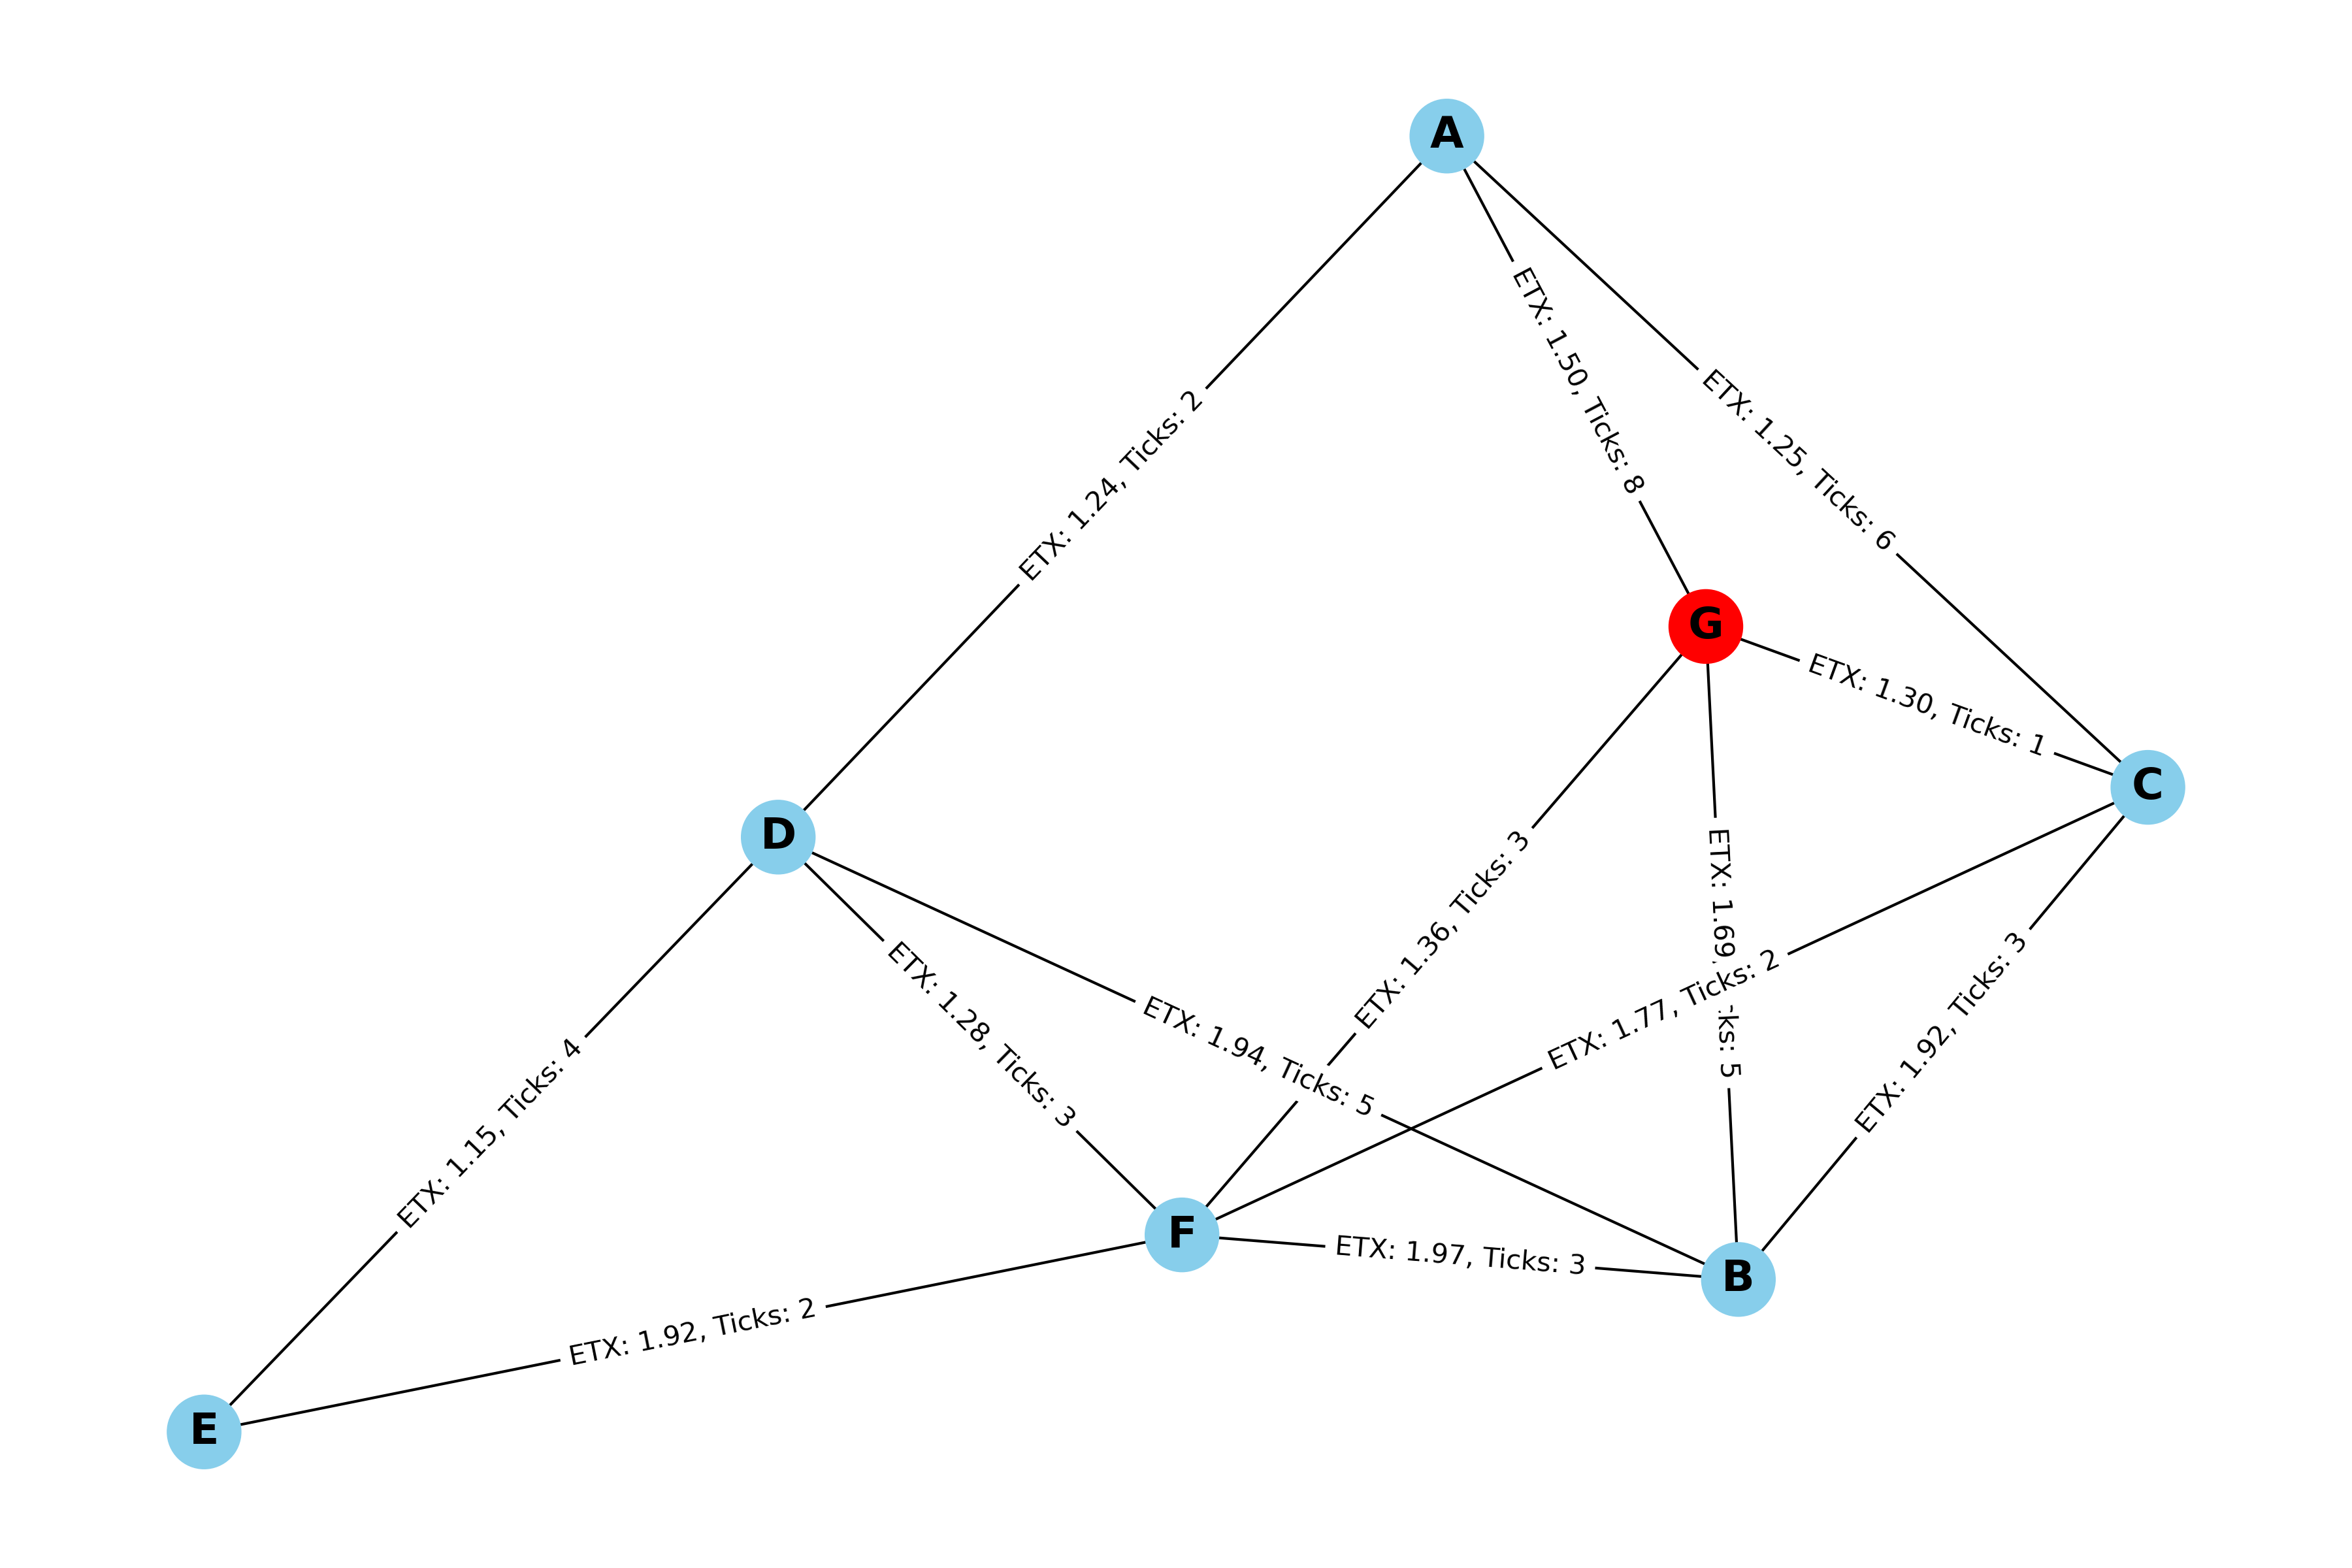 A
ETX: 1.50, Ticks: 8
ETX: 1.25, Ticks: 6
ETX: 1.24, Ticks: 2
G
ETX: 1.30, Ticks: 1
C
D
ETX: 1.36, Ticks: 3
ETX: 1.69, ks: 5
ETX: 1.77, Ticks: 2
ETX: 1.92, Ticks: 3
ETX: 1.28, Ticks: 3
ETX: 1.94, Ticks: 5
ETX: 1.15, Ticks: 4
F
ETX: 1.97, Ticks: 3
B
ETX: 1.92, Ticks: 2
E